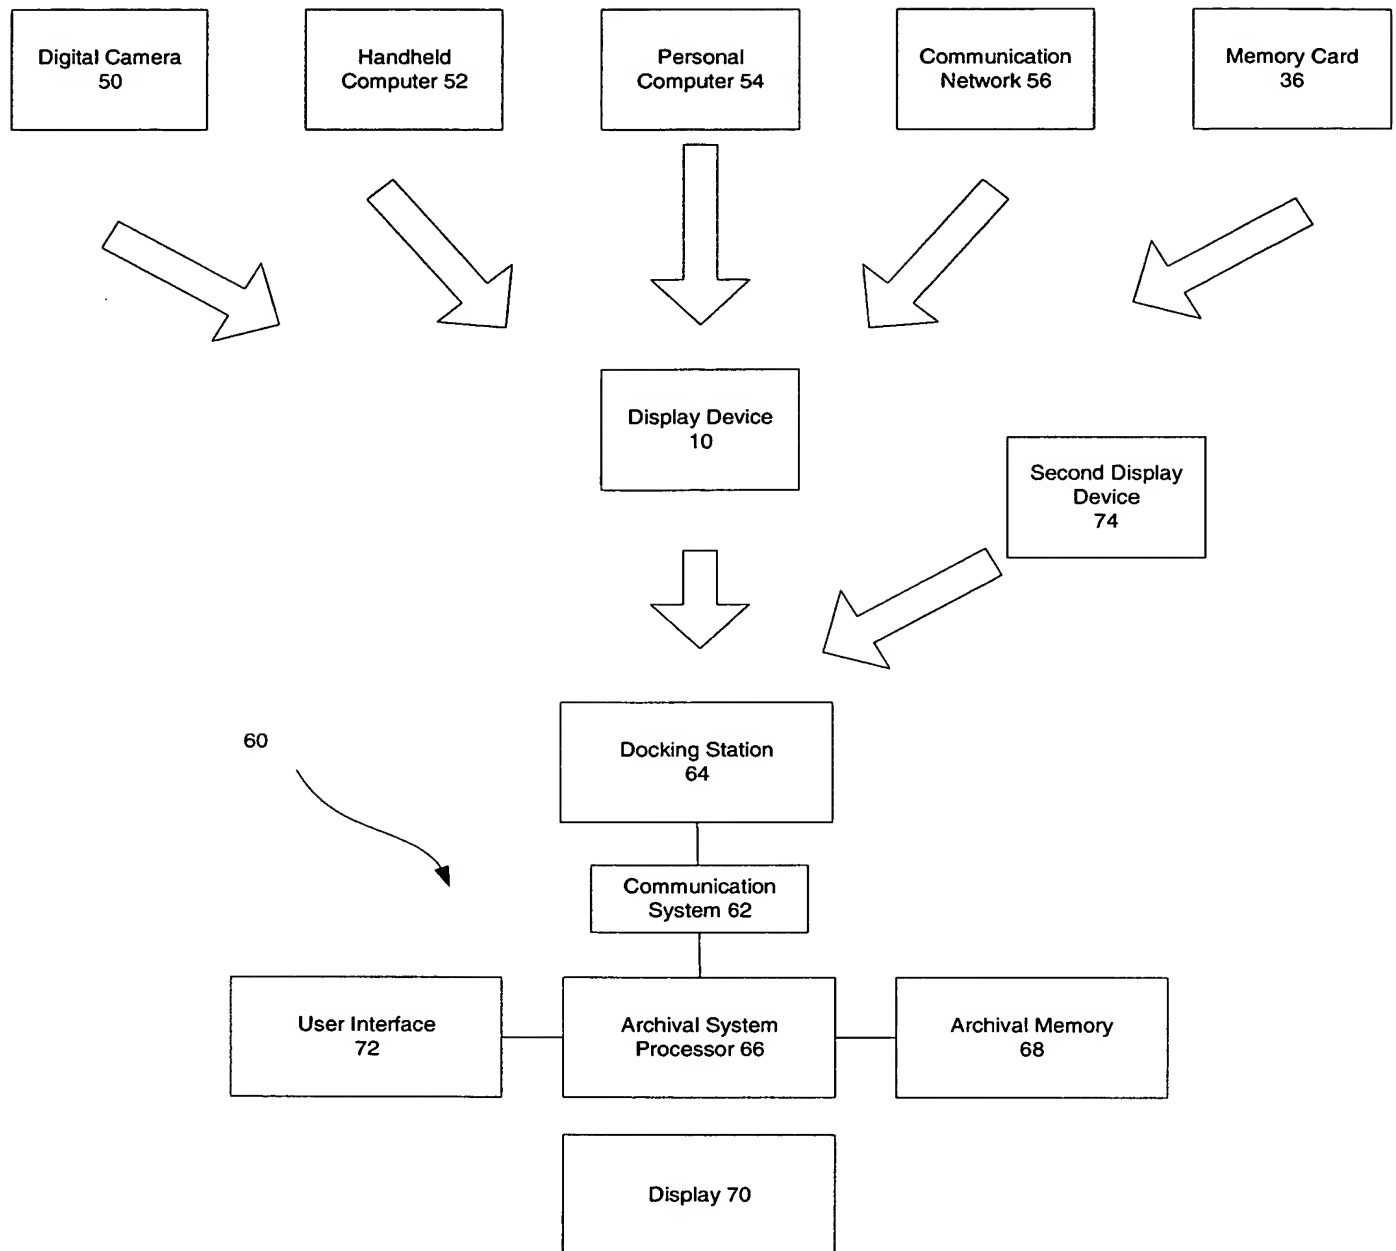 Digital Camera
50
Handheld
Computer 52
Personal
Computer 54
Communication
Network 56
Memory Card
36
Display Device
10
Second Display
Device
74
Docking Station
64
60
Communication
System 62
User Interface
72
Archival System
Processor 66
Archival Memory
68
Display 70